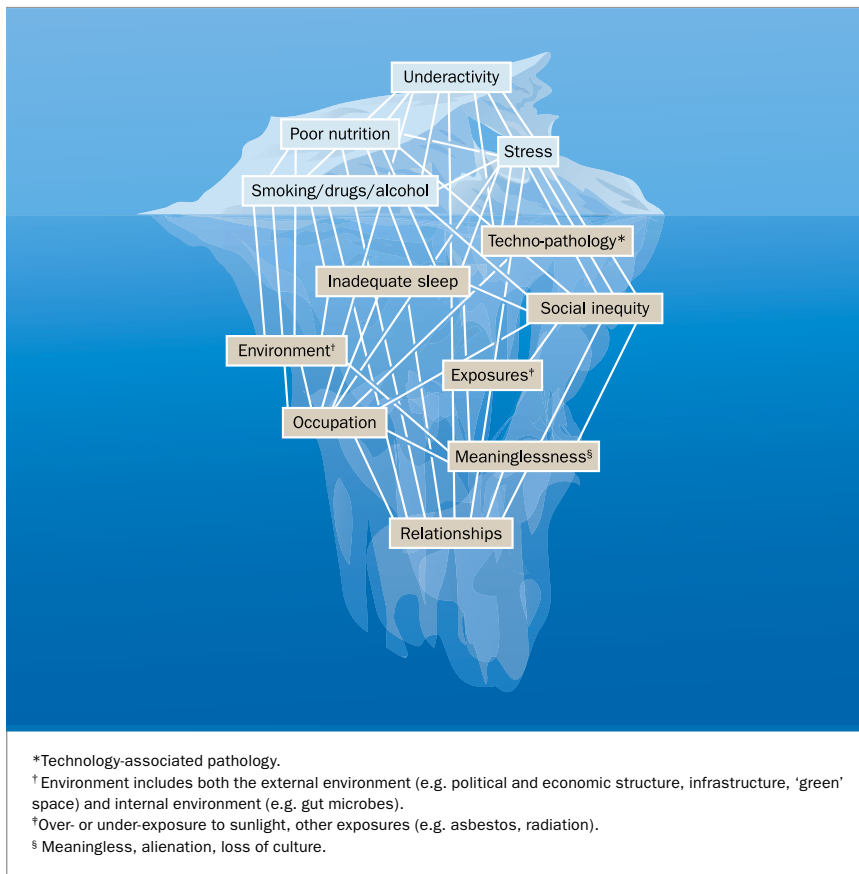 Underactivity
Poor nutrition
Stress
Smoking/drugs/alcohol
Techno-pathology*
Inadequate sleep
Social inequity
Environment†
Exposures‡
Occupation
Meaninglessness§
Relationships
*Technology-associated pathology.
† Environment includes both the external environment (e.g. political and economic structure, infrastructure, ‘green’
space) and internal environment (e.g. gut microbes).
‡Over- or under-exposure to sunlight, other exposures (e.g. asbestos, radiation).
§ Meaningless, alienation, loss of culture.